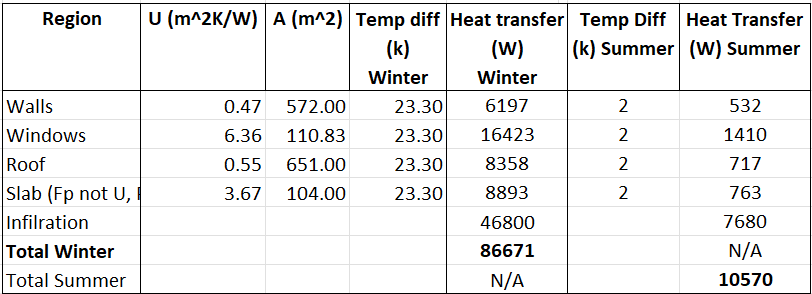 Region U (m^2K/W) A (m^2) Temp diff (k) Winter Heat transfer (W) Winter Temp Diff (k) Summer Heat Transfer (W) Summer
Walls 0.47 572.00 23.30 6197 2 532
Windows 6.36 110.83 23.30 16423 2 1410
Roof 0.55 651.00 23.30 8358 2 717
Slab (Fp not U, 3.67 104.00 23.30 8893 2 763
Infilration 46800 7680
Total Winter 86671 N/A
Total Summer N/A 10570